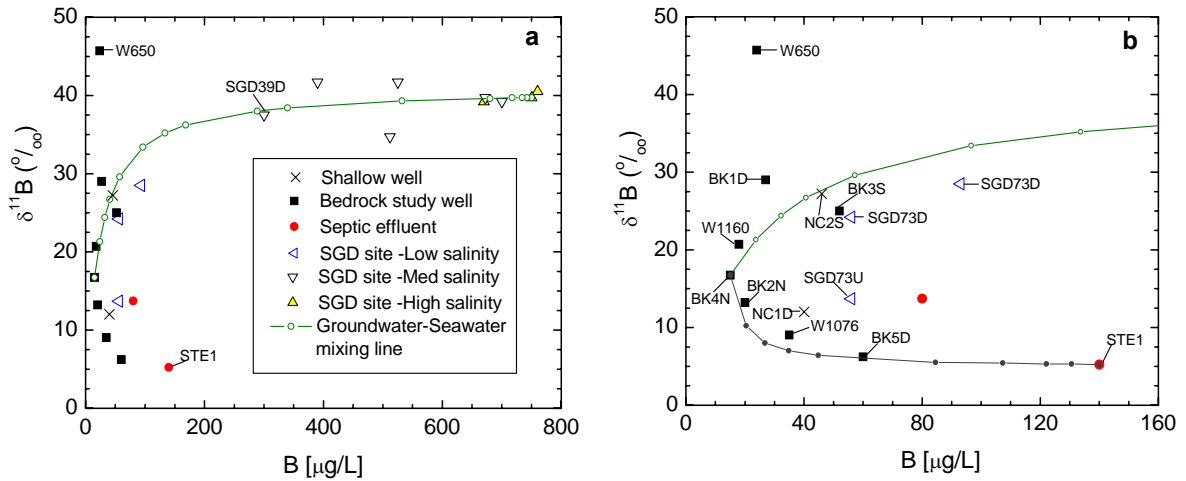 a
W650
SGD39D
50
40
30
20
10
0
δ11B (o/oo)
0
200
400
600
800
B [μg/L]
Shallow well
Bedrock study well
Septic effluent
SGD site -Low salinity
SGD site -Med salinity
SGD site -High salinity
Groundwater-Seawater
mixing line
STE1
b
W650
50
40
30
20
10
0
δ11B (o/oo)
BK1D
BK3S
SGD73D
NC2S
SGD73D
W1160
BK4N
BK2N
SGD73U
NC1D
W1076
BK5D
STE1
0
40
80
120
160
B [μg/L]